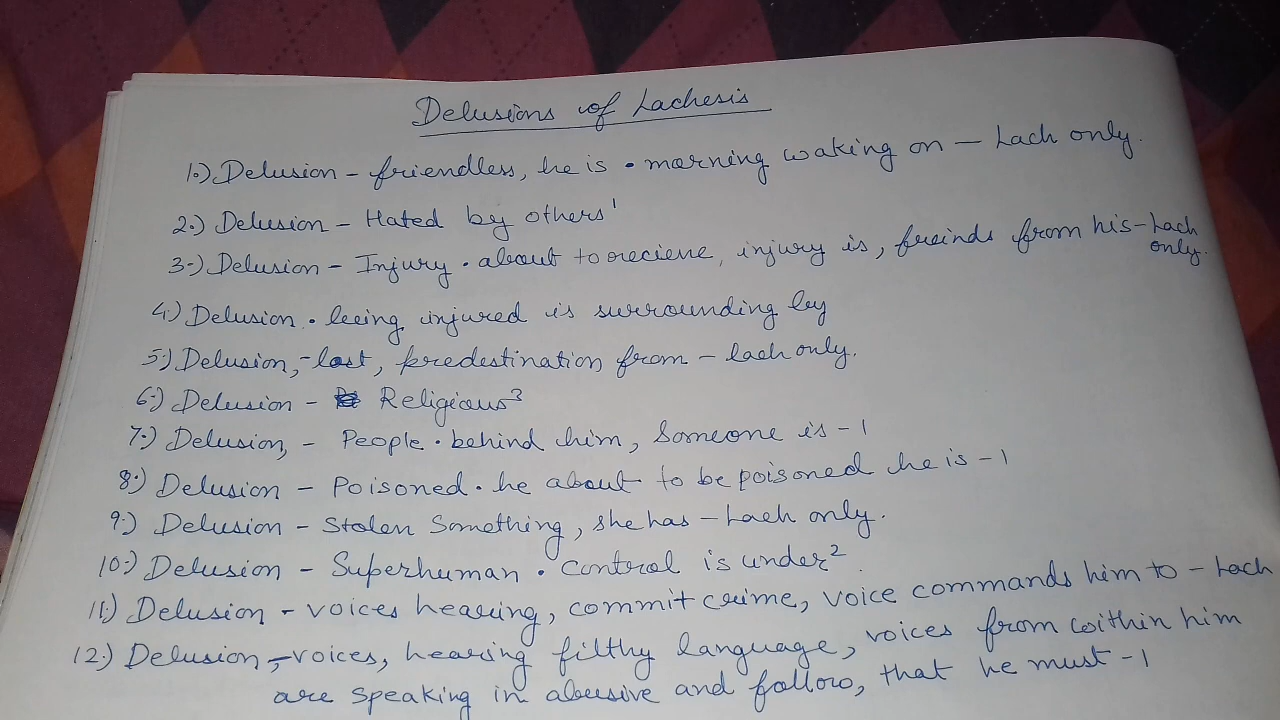 Delusions of Lachesis
1.) Delusion - friendless, he is • morning waking on - Lach only.
2.) Delusion - Hated by others¹
3.) Delusion - Injury • about to reciene, injury is, freinds from his - Lach only.
4.) Delusion • being injured is surrounding by
5.) Delusion, - lost, predestination from - lach only.
6.) Delusion - Religious³
7.) Delusion, - People • behind him, Someone is - 1
8.) Delusion - Poisoned • he about to be poisoned he is - 1
9.) Delusion - Stolen Something, she has - Lach only.
10.) Delusion - Superhuman • Control is under².
11.) Delusion - voices hearing, commit crime, voice commands him to - Lach
12.) Delusion, - voices, hearing filthy language, voices from within him
are speaking in abusive and follow, that he must - 1